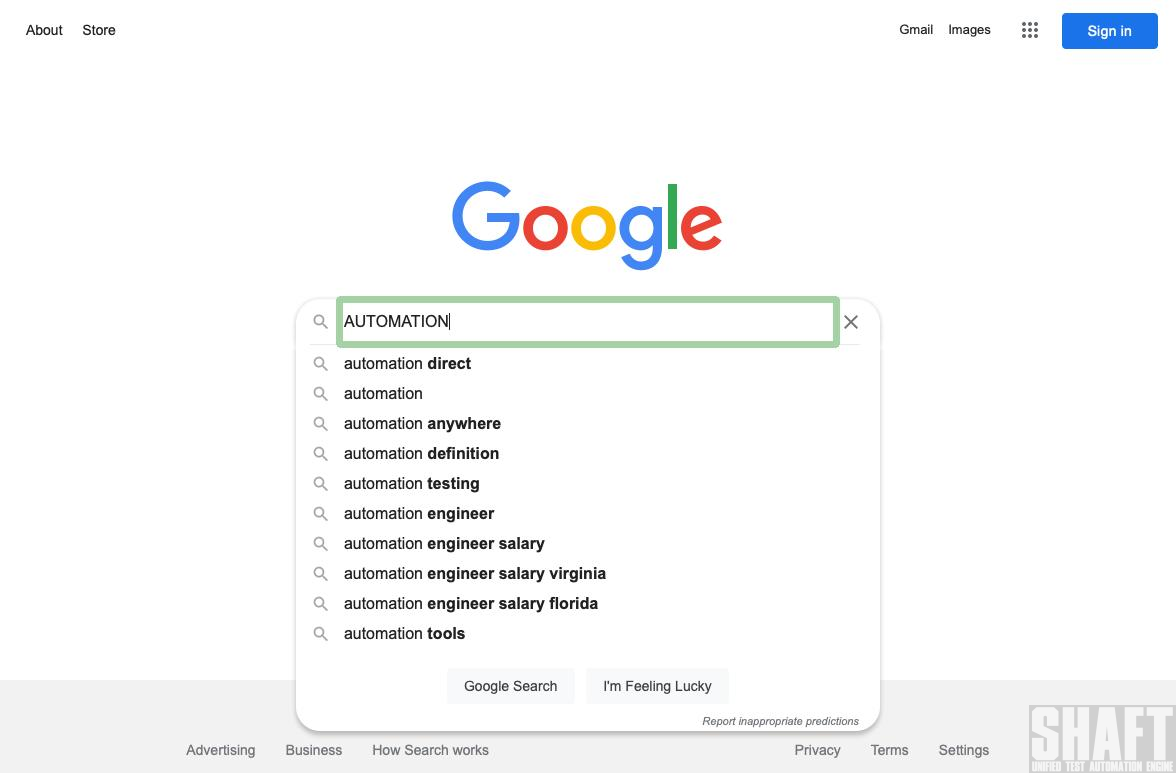 About Store Gmail Images Sign in
Google
AUTOMATION
automation direct
automation
automation anywhere
automation definition
automation testing
automation engineer
automation engineer salary
automation engineer salary virginia
automation engineer salary florida
automation tools
Google Search I'm Feeling Lucky
Report inappropriate predictions
Advertising Business How Search works Privacy Terms Settings
SHAFT
UNIFIED TEST AUTOMATION ENGINE